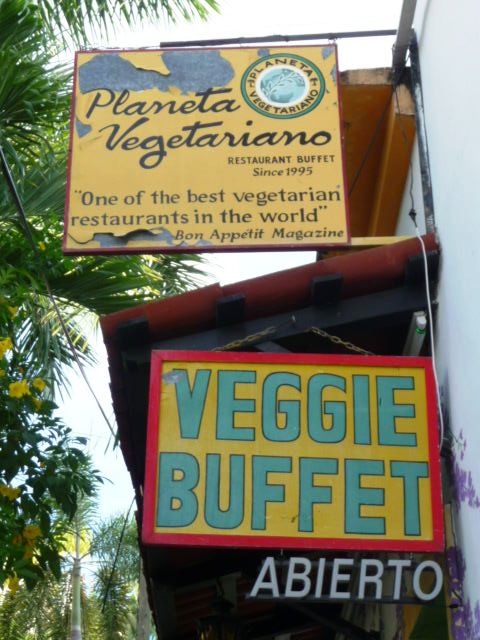 PLANETA
VEGETARIANO
Planeta
Vegetariano
RESTAURANT BUFFET
Since 1995
"One of the best vegetarian
restaurants in the world"
Bon Appétit Magazine
VEGGIE
BUFFET
ABIERTO